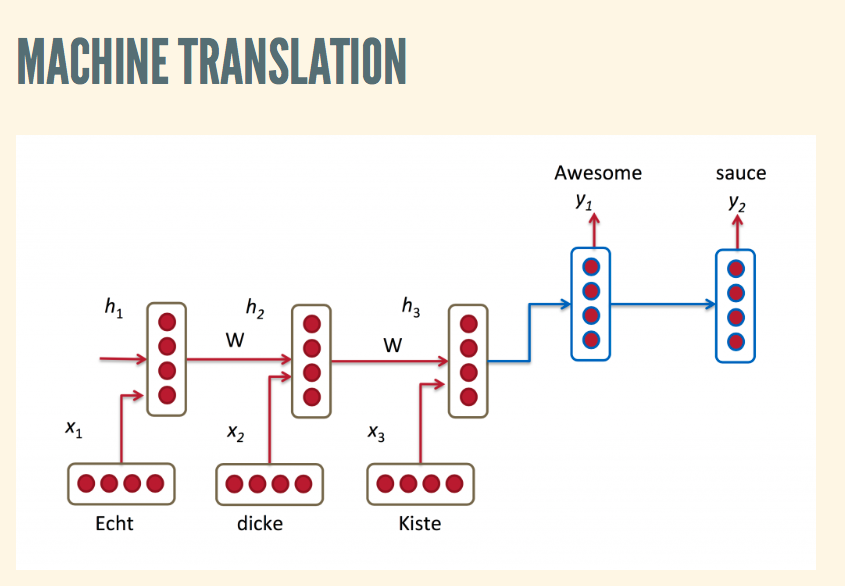 MACHINE TRANSLATION
Awesome sauce
y1 y2
h1 h2 h3
W W
x1 x2 x3
Echt dicke Kiste